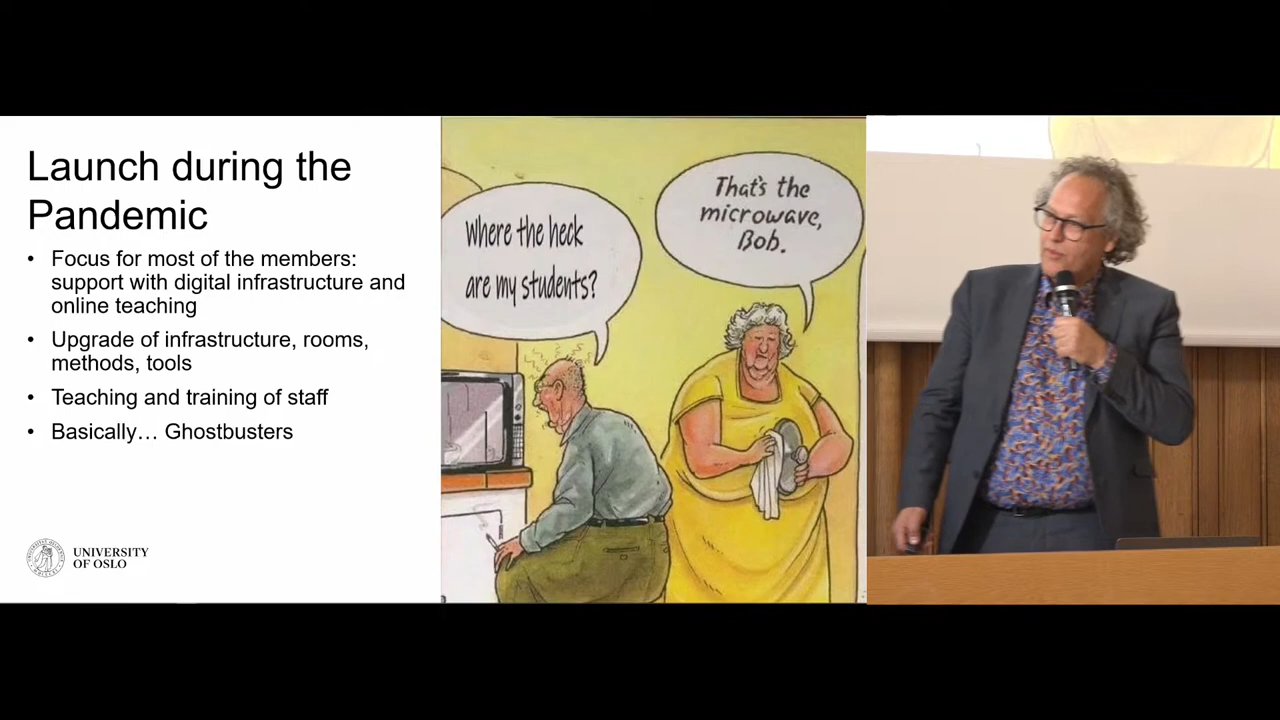 Launch during the
Pandemic
• Focus for most of the members:
support with digital infrastructure and
online teaching
• Upgrade of infrastructure, rooms,
methods, tools
• Teaching and training of staff
• Basically… Ghostbusters
UNIVERSITY
OF OSLO
Where the heck
are my students?
That's the
microwave,
Bob.